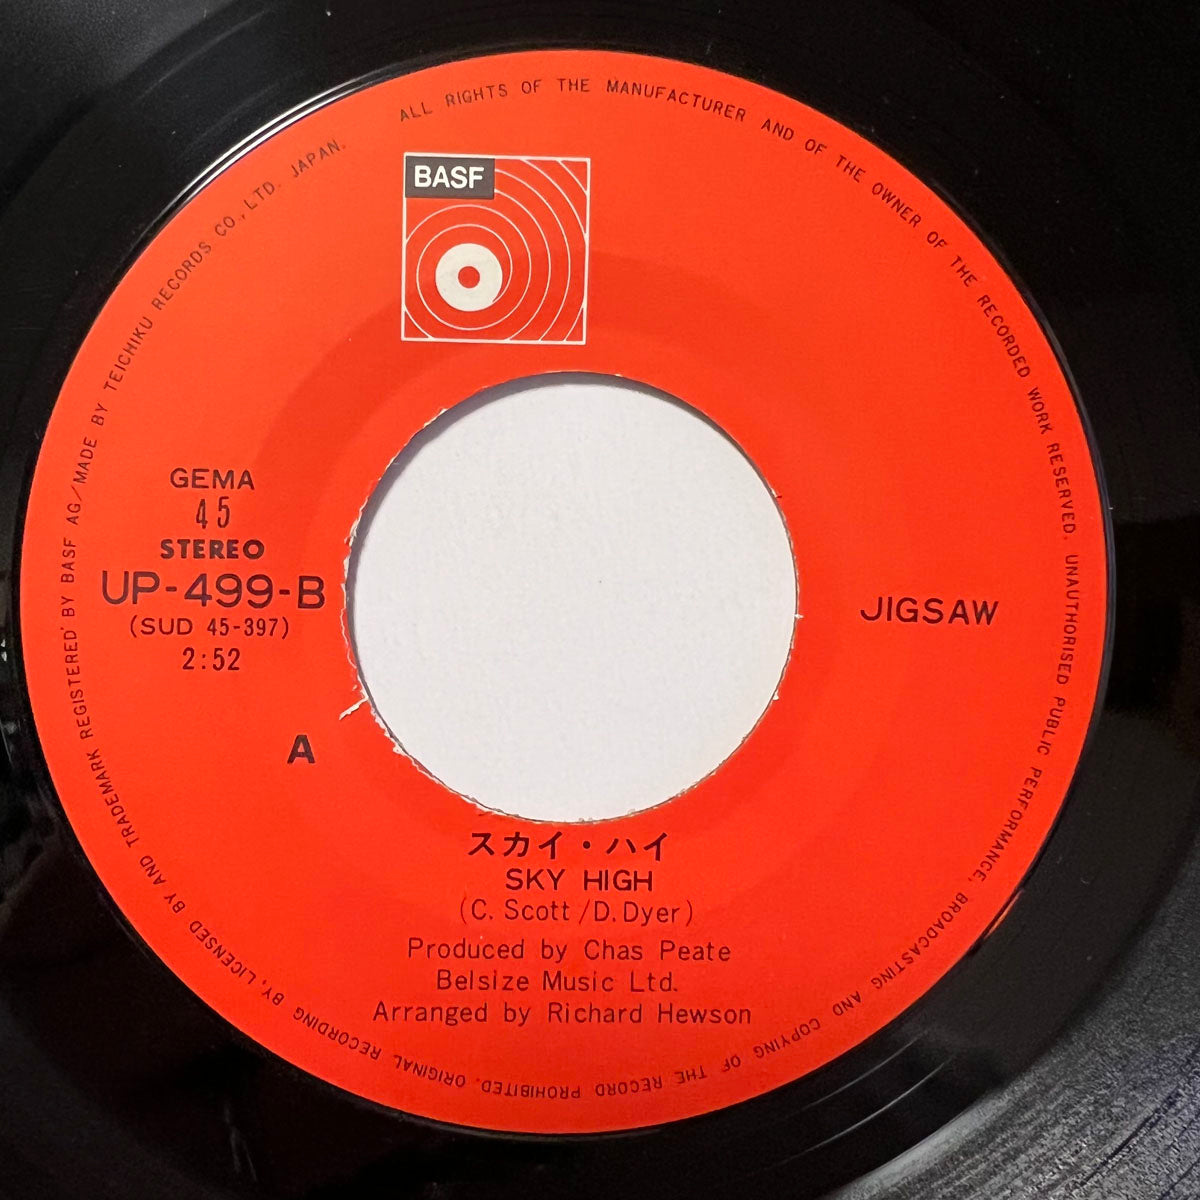 ALL RIGHTS OF THE MANUFACTURER AND OF THE OWNER OF THE RECORDED WORK RESERVED. UNAUTHORISED PUBLIC PERFORMANCE, BROADCASTING AND COPYING OF THE RECORD PROHIBITED. ORIGINAL RECORDING BY, LICENSED BY AND TRADEMARK REGISTERED BY BASF AG/MADE BY TEICHIKU RECORDS CO., LTD. JAPAN.
BASF
GEMA
45
STEREO
UP-499-B
(SUD 45-397)
2:52
A
JIGSAW
スカイ・ハイ
SKY HIGH
(C. Scott/D. Dyer)
Produced by Chas Peate
Belsize Music Ltd.
Arranged by Richard Hewson